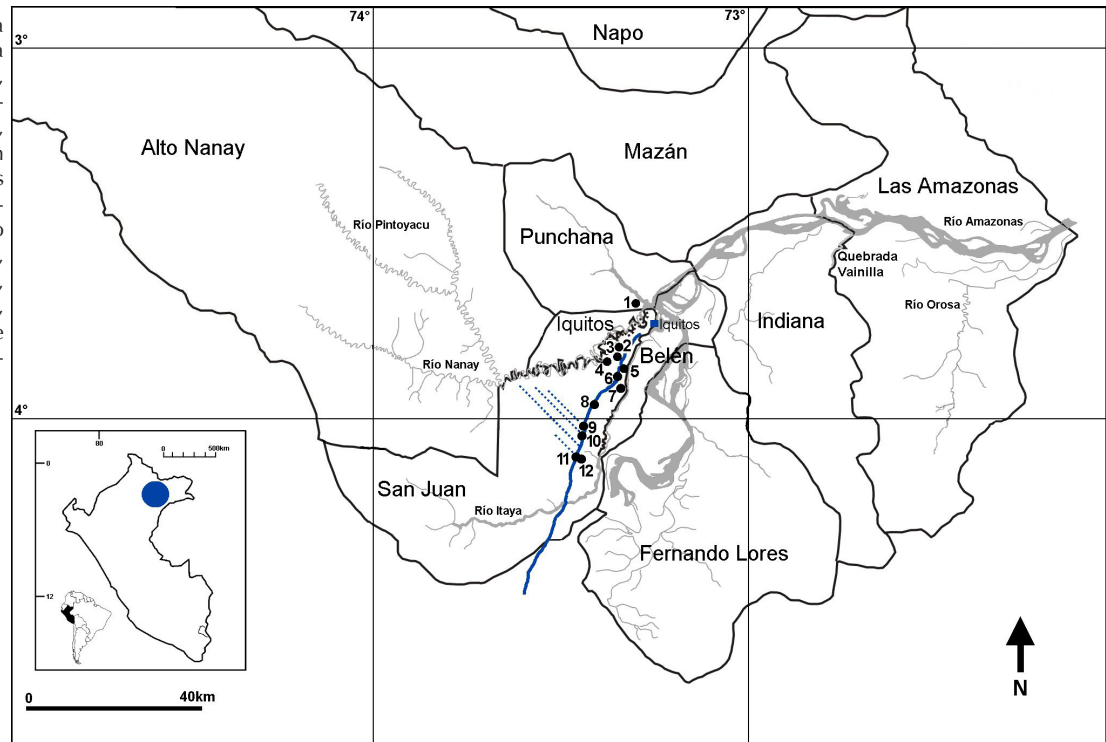 74°
73°
3°
Napo
Alto Nanay
Mazán
Las Amazonas
Río Amazonas
Río Pintoyacu
Punchana
Quebrada
Vainilla
Río Orosa
1
Iquitos
Iquitos
Indiana
3
2
Belén
Río Nanay
4
5
6
7
8
4°
9
10
11
12
80
0
500km
8
San Juan
Río Itaya
Fernando Lores
12
0
40km
N